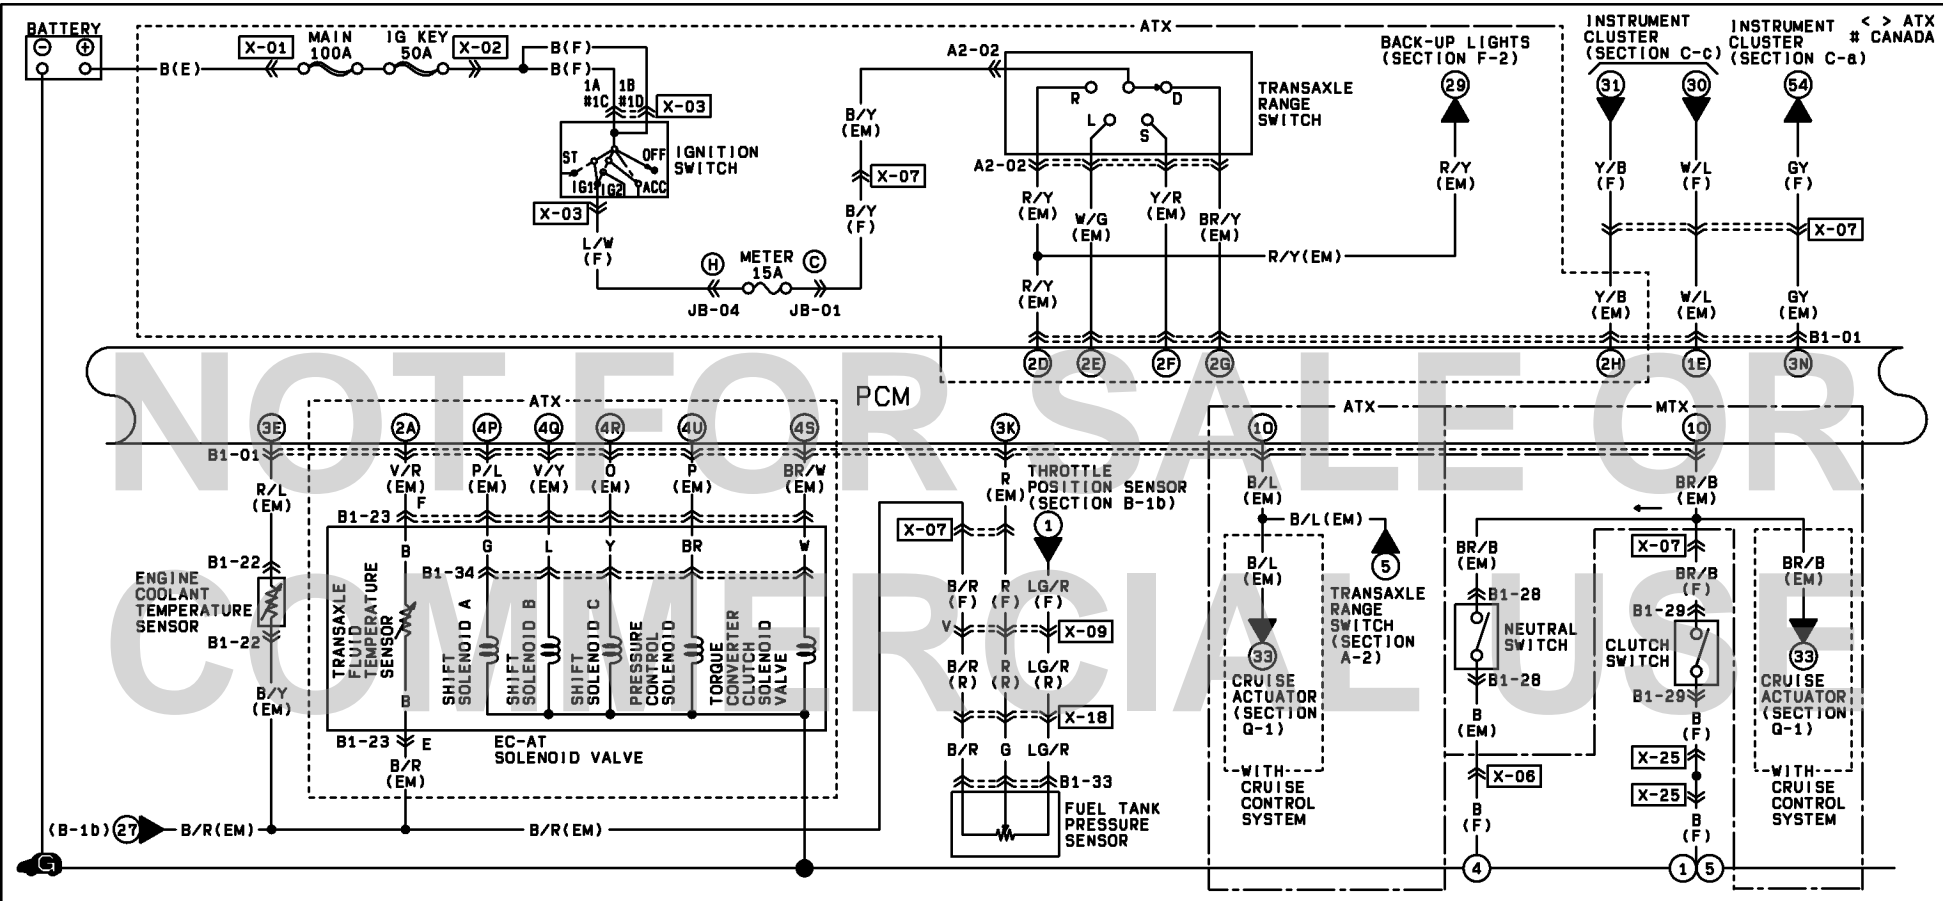 BATTERY
X-01
MAIN
100A
IG KEY
50A
X-02
B(E)
B(F)
B(F)
1A
#1C
1B
#1D
X-03
ST
OFF
IG1
IG2
ACC
IGNITION
SWITCH
X-03
L/W
(F)
H
METER
15A
C
JB-04
JB-01
B/Y
(EM)
X-07
B/Y
(F)
ATX
A2-02
R
D
L
S
TRANSAXLE
RANGE
SWITCH
A2-02
R/Y
(EM)
W/G
(EM)
Y/R
(EM)
BR/Y
(EM)
R/Y
(EM)
R/Y(EM)
BACK-UP LIGHTS
(SECTION F-2)
29
R/Y
(EM)
INSTRUMENT
CLUSTER
(SECTION C-c)
31
30
INSTRUMENT
CLUSTER
(SECTION C-a)
54
< > ATX
# CANADA
Y/B
(F)
W/L
(F)
GY
(F)
X-07
Y/B
(EM)
W/L
(EM)
GY
(EM)
B1-01
2D
2E
2F
2G
2H
1E
3N
PCM
NOT FOR SALE OR
COMMERCIAL USE
3E
ATX
2A
4P
4Q
4R
4U
4S
3K
ATX
1O
MTX
1O
B1-01
R/L
(EM)
V/R
(EM)
F
P/L
(EM)
V/Y
(EM)
O
(EM)
P
(EM)
BR/W
(EM)
R
(EM)
THROTTLE
POSITION SENSOR
(SECTION B-1b)
1
B1-23
B
G
L
Y
BR
W
B1-34
B1-22
ENGINE
COOLANT
TEMPERATURE
SENSOR
B1-22
B/Y
(EM)
TRANSAXLE
FLUID
TEMPERATURE
SENSOR
B
SHIFT
SOLENOID A
SHIFT
SOLENOID B
SHIFT
SOLENOID C
PRESSURE
CONTROL
SOLENOID
TORQUE
CONVERTER
CLUTCH
SOLENOID
VALVE
B1-23
E
B/R
(EM)
EC-AT
SOLENOID VALVE
(B-1b)
27
B/R(EM)
B/R(EM)
G
X-07
B/R
(F)
R
(F)
LG/R
(F)
V
X-09
B/R
(R)
R
(R)
LG/R
(R)
X-18
B/R
G
LG/R
B1-33
FUEL TANK
PRESSURE
SENSOR
B/L
(EM)
B/L(EM)
B/L
(EM)
5
TRANSAXLE
RANGE
SWITCH
(SECTION
A-2)
33
CRUISE
ACTUATOR
(SECTION
Q-1)
WITH
CRUISE
CONTROL
SYSTEM
BR/B
(EM)
BR/B
(EM)
B1-28
NEUTRAL
SWITCH
B1-28
B
(EM)
X-06
B
(F)
4
X-07
BR/B
(F)
B1-29
CLUTCH
SWITCH
B1-29
B
(F)
X-25
X-25
B
(F)
1
5
BR/B
(EM)
33
CRUISE
ACTUATOR
(SECTION
Q-1)
WITH
CRUISE
CONTROL
SYSTEM